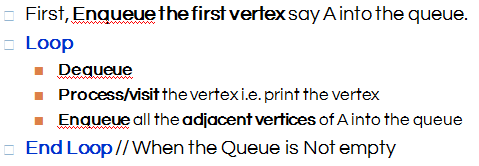 First, Enqueue the first vertex say A into the queue.
Loop
Dequeue
Process/visit the vertex i.e. print the vertex
Enqueue all the adjacent vertices of A into the queue
End Loop // When the Queue is Not empty